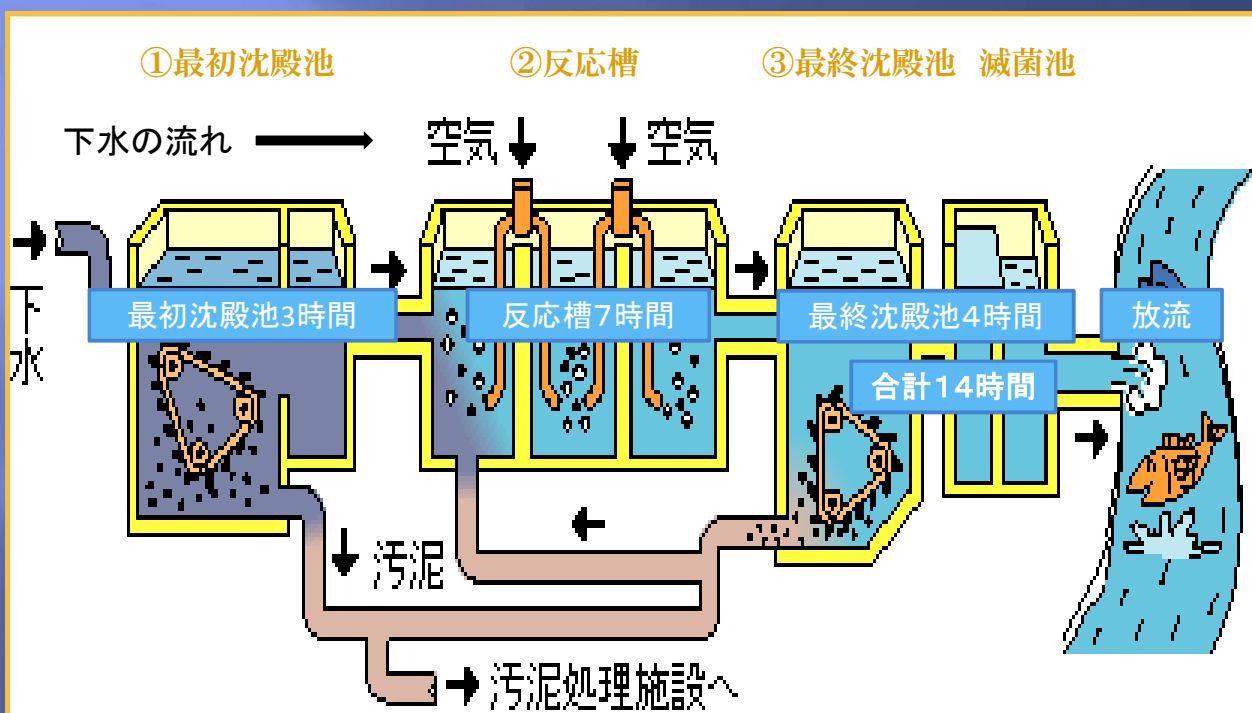 ①最初沈殿池
②反応槽
③最終沈殿池 滅菌池
下水の流れ
空気
空気
下水
最初沈殿池3時間
反応槽7時間
最終沈殿池4時間
放流
合計14時間
汚泥
汚泥処理施設へ